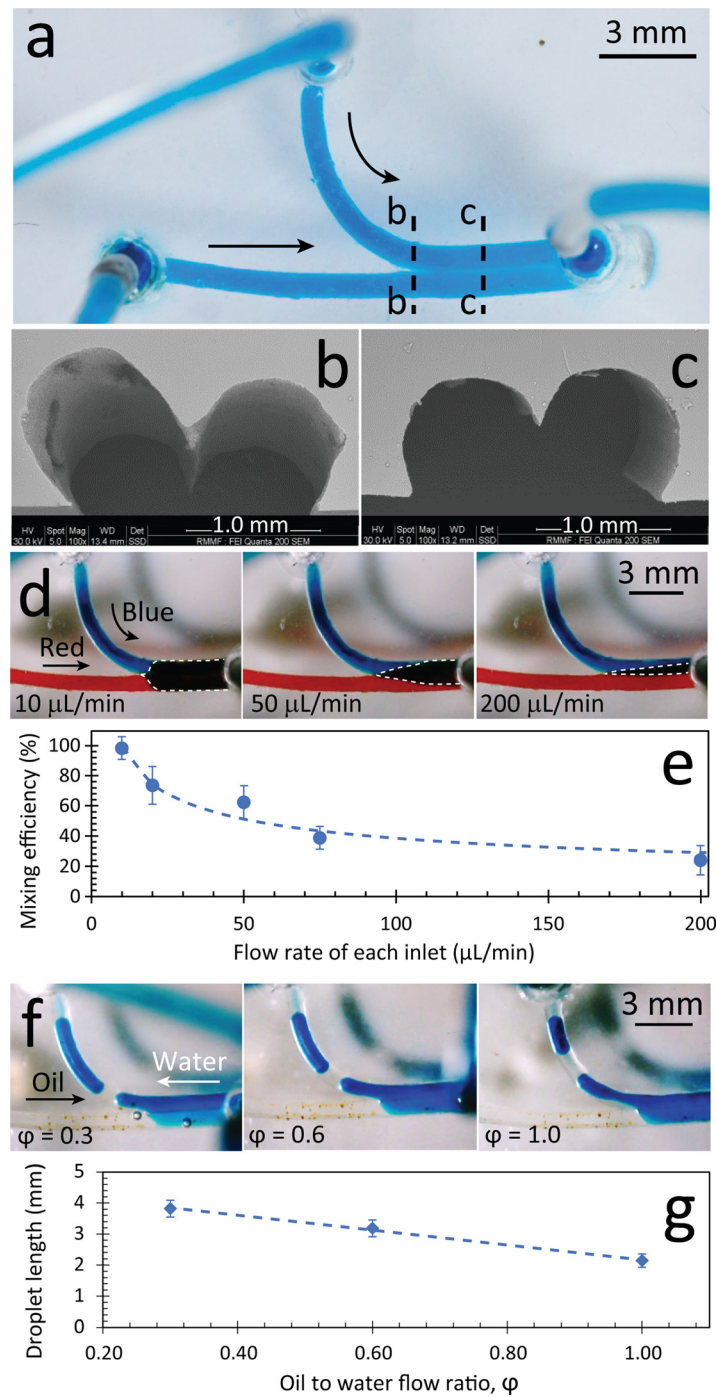 a
3 mm
b
c
b
c
b
c
1.0 mm
HV Spot Mag WD Det
30.0 kV 5.0 100x 13.4 mm SSD
RMMF : FEI Quanta 200 SEM
1.0 mm
HV Spot Mag WD Det
30.0 kV 5.0 100x 13.2 mm SSD
RMMF : FEI Quanta 200 SEM
d
Blue
Red
10 μL/min
50 μL/min
3 mm
200 μL/min
e
Mixing efficiency (%)
100
80
60
40
20
0
0 50 100 150 200
Flow rate of each inlet (μL/min)
f
Water
Oil
φ = 0.3
φ = 0.6
3 mm
φ = 1.0
g
Droplet length (mm)
5
4
3
2
1
0
0.20 0.40 0.60 0.80 1.00
Oil to water flow ratio, φ